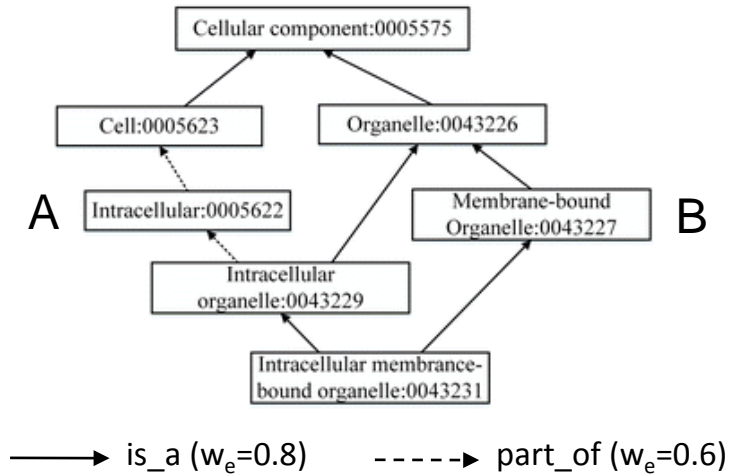 Cellular component:0005575
Cell:0005623
Organelle:0043226
A
Intracellular:0005622
Membrane-bound
Organelle:0043227
B
Intracellular
organelle:0043229
Intracellular membrance-
bound organelle:0043231
is_a (wₑ=0.8)
part_of (wₑ=0.6)